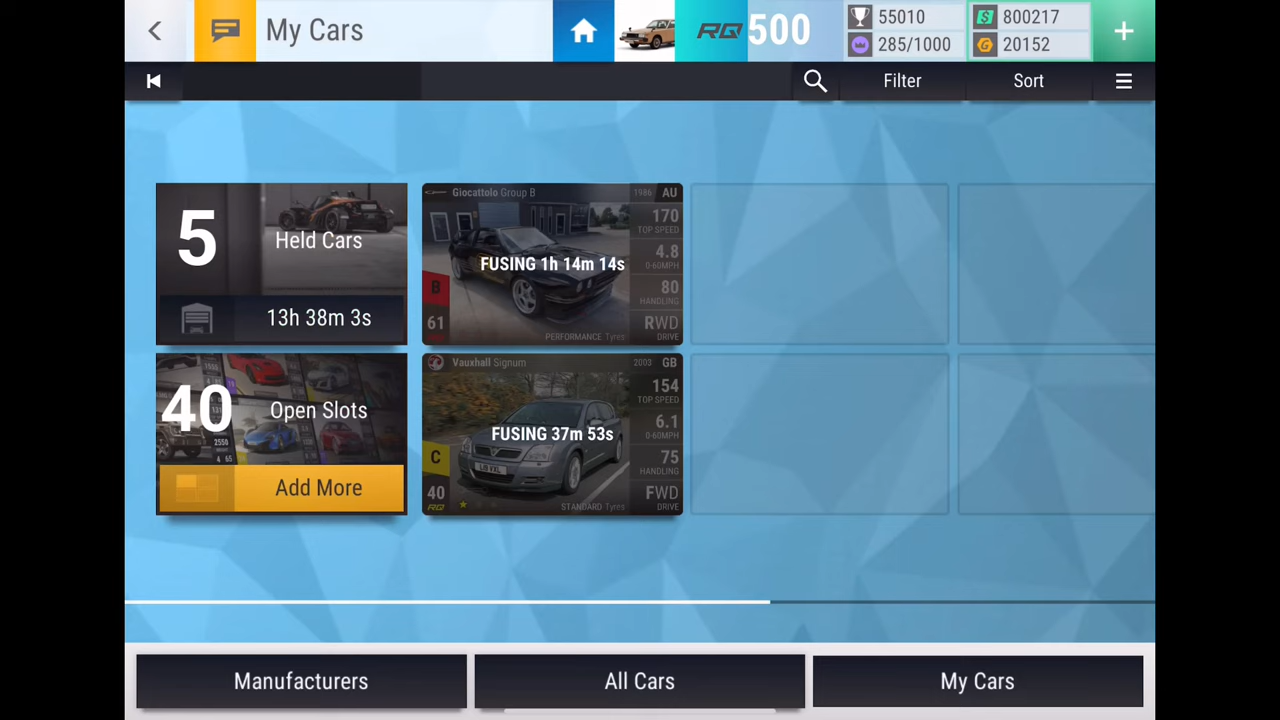 My Cars
RQ 500
55010
285/1000
800217
20152
+
Filter
Sort
5
Held Cars
13h 38m 3s
Giocattolo Group B
1986 AU
170
TOP SPEED
4.8
0-60MPH
80
HANDLING
RWD
DRIVE
B
61
FUSING 1h 14m 14s
PERFORMANCE Tyres
40
Open Slots
Add More
Vauxhall Signum
2003 GB
154
TOP SPEED
6.1
0-60MPH
75
HANDLING
FWD
DRIVE
C
40
RQ
FUSING 37m 53s
STANDARD Tyres
Manufacturers
All Cars
My Cars